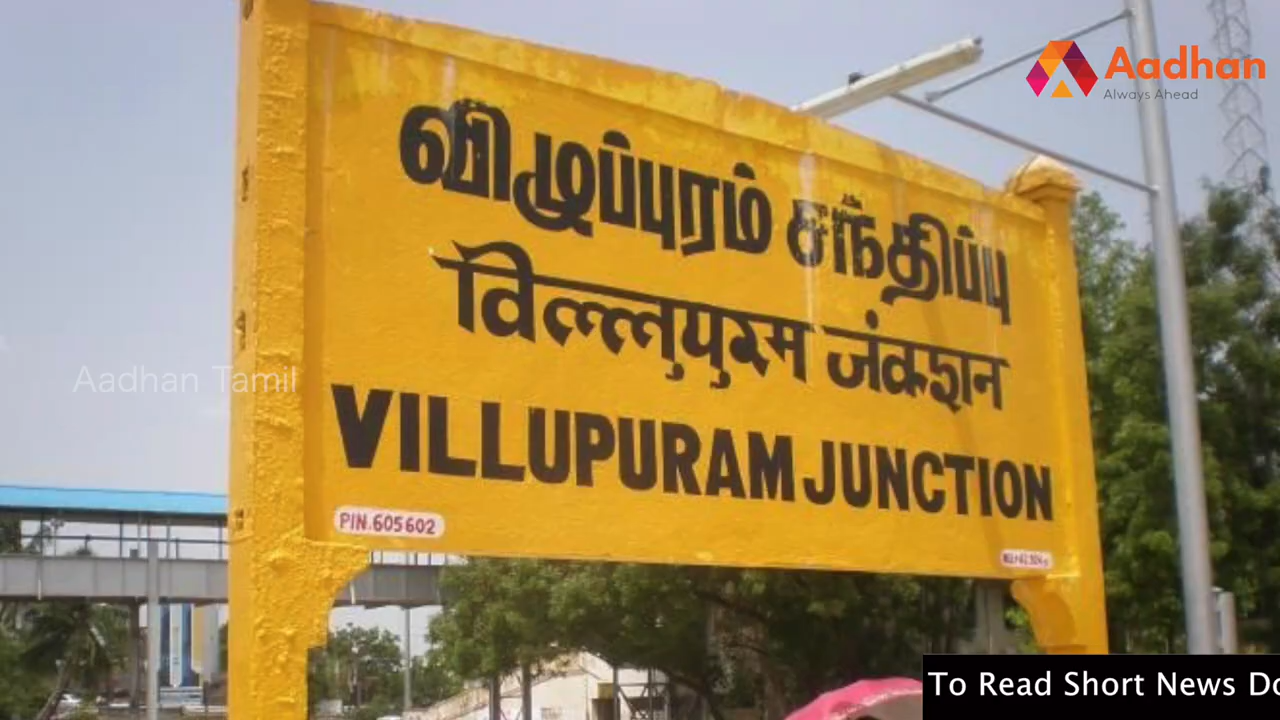 Aadhan
Always Ahead
விழுப்புரம் சந்திப்பு
विल्लुपुरम जंक्शन
VILLUPURAM JUNCTION
Aadhan Tamil
PIN.605602
To Read Short News Do